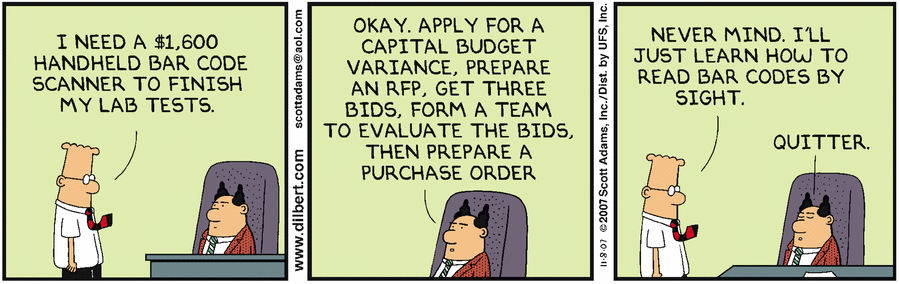 I NEED A $1,600
HANDHELD BAR CODE
SCANNER TO FINISH
MY LAB TESTS.
www.dilbert.com
scottadams@aol.com
OKAY. APPLY FOR A
CAPITAL BUDGET
VARIANCE, PREPARE
AN RFP, GET THREE
BIDS, FORM A TEAM
TO EVALUATE THE BIDS,
THEN PREPARE A
PURCHASE ORDER
11-8-07 ©2007 Scott Adams, Inc./Dist. by UFS, Inc.
NEVER MIND. I'LL
JUST LEARN HOW TO
READ BAR CODES BY
SIGHT.
QUITTER.